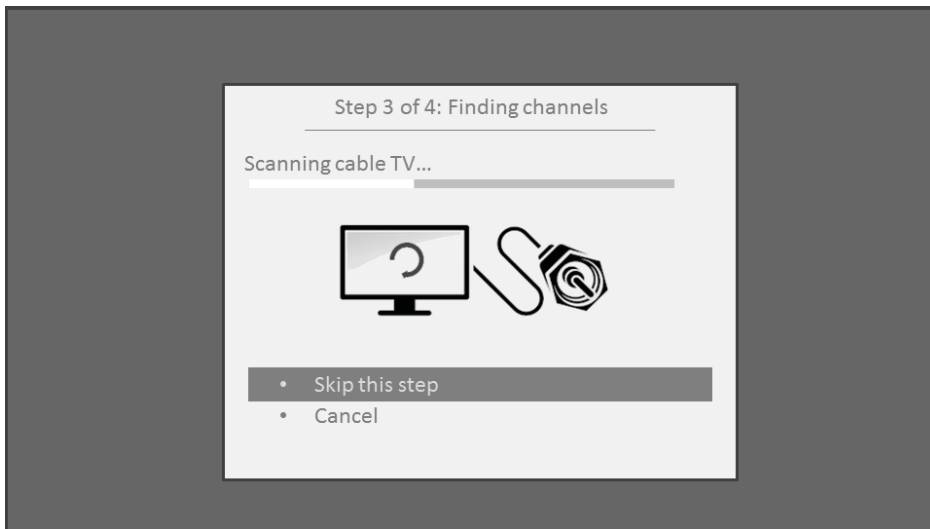 Step 3 of 4: Finding channels
Scanning cable TV...
• Skip this step
• Cancel